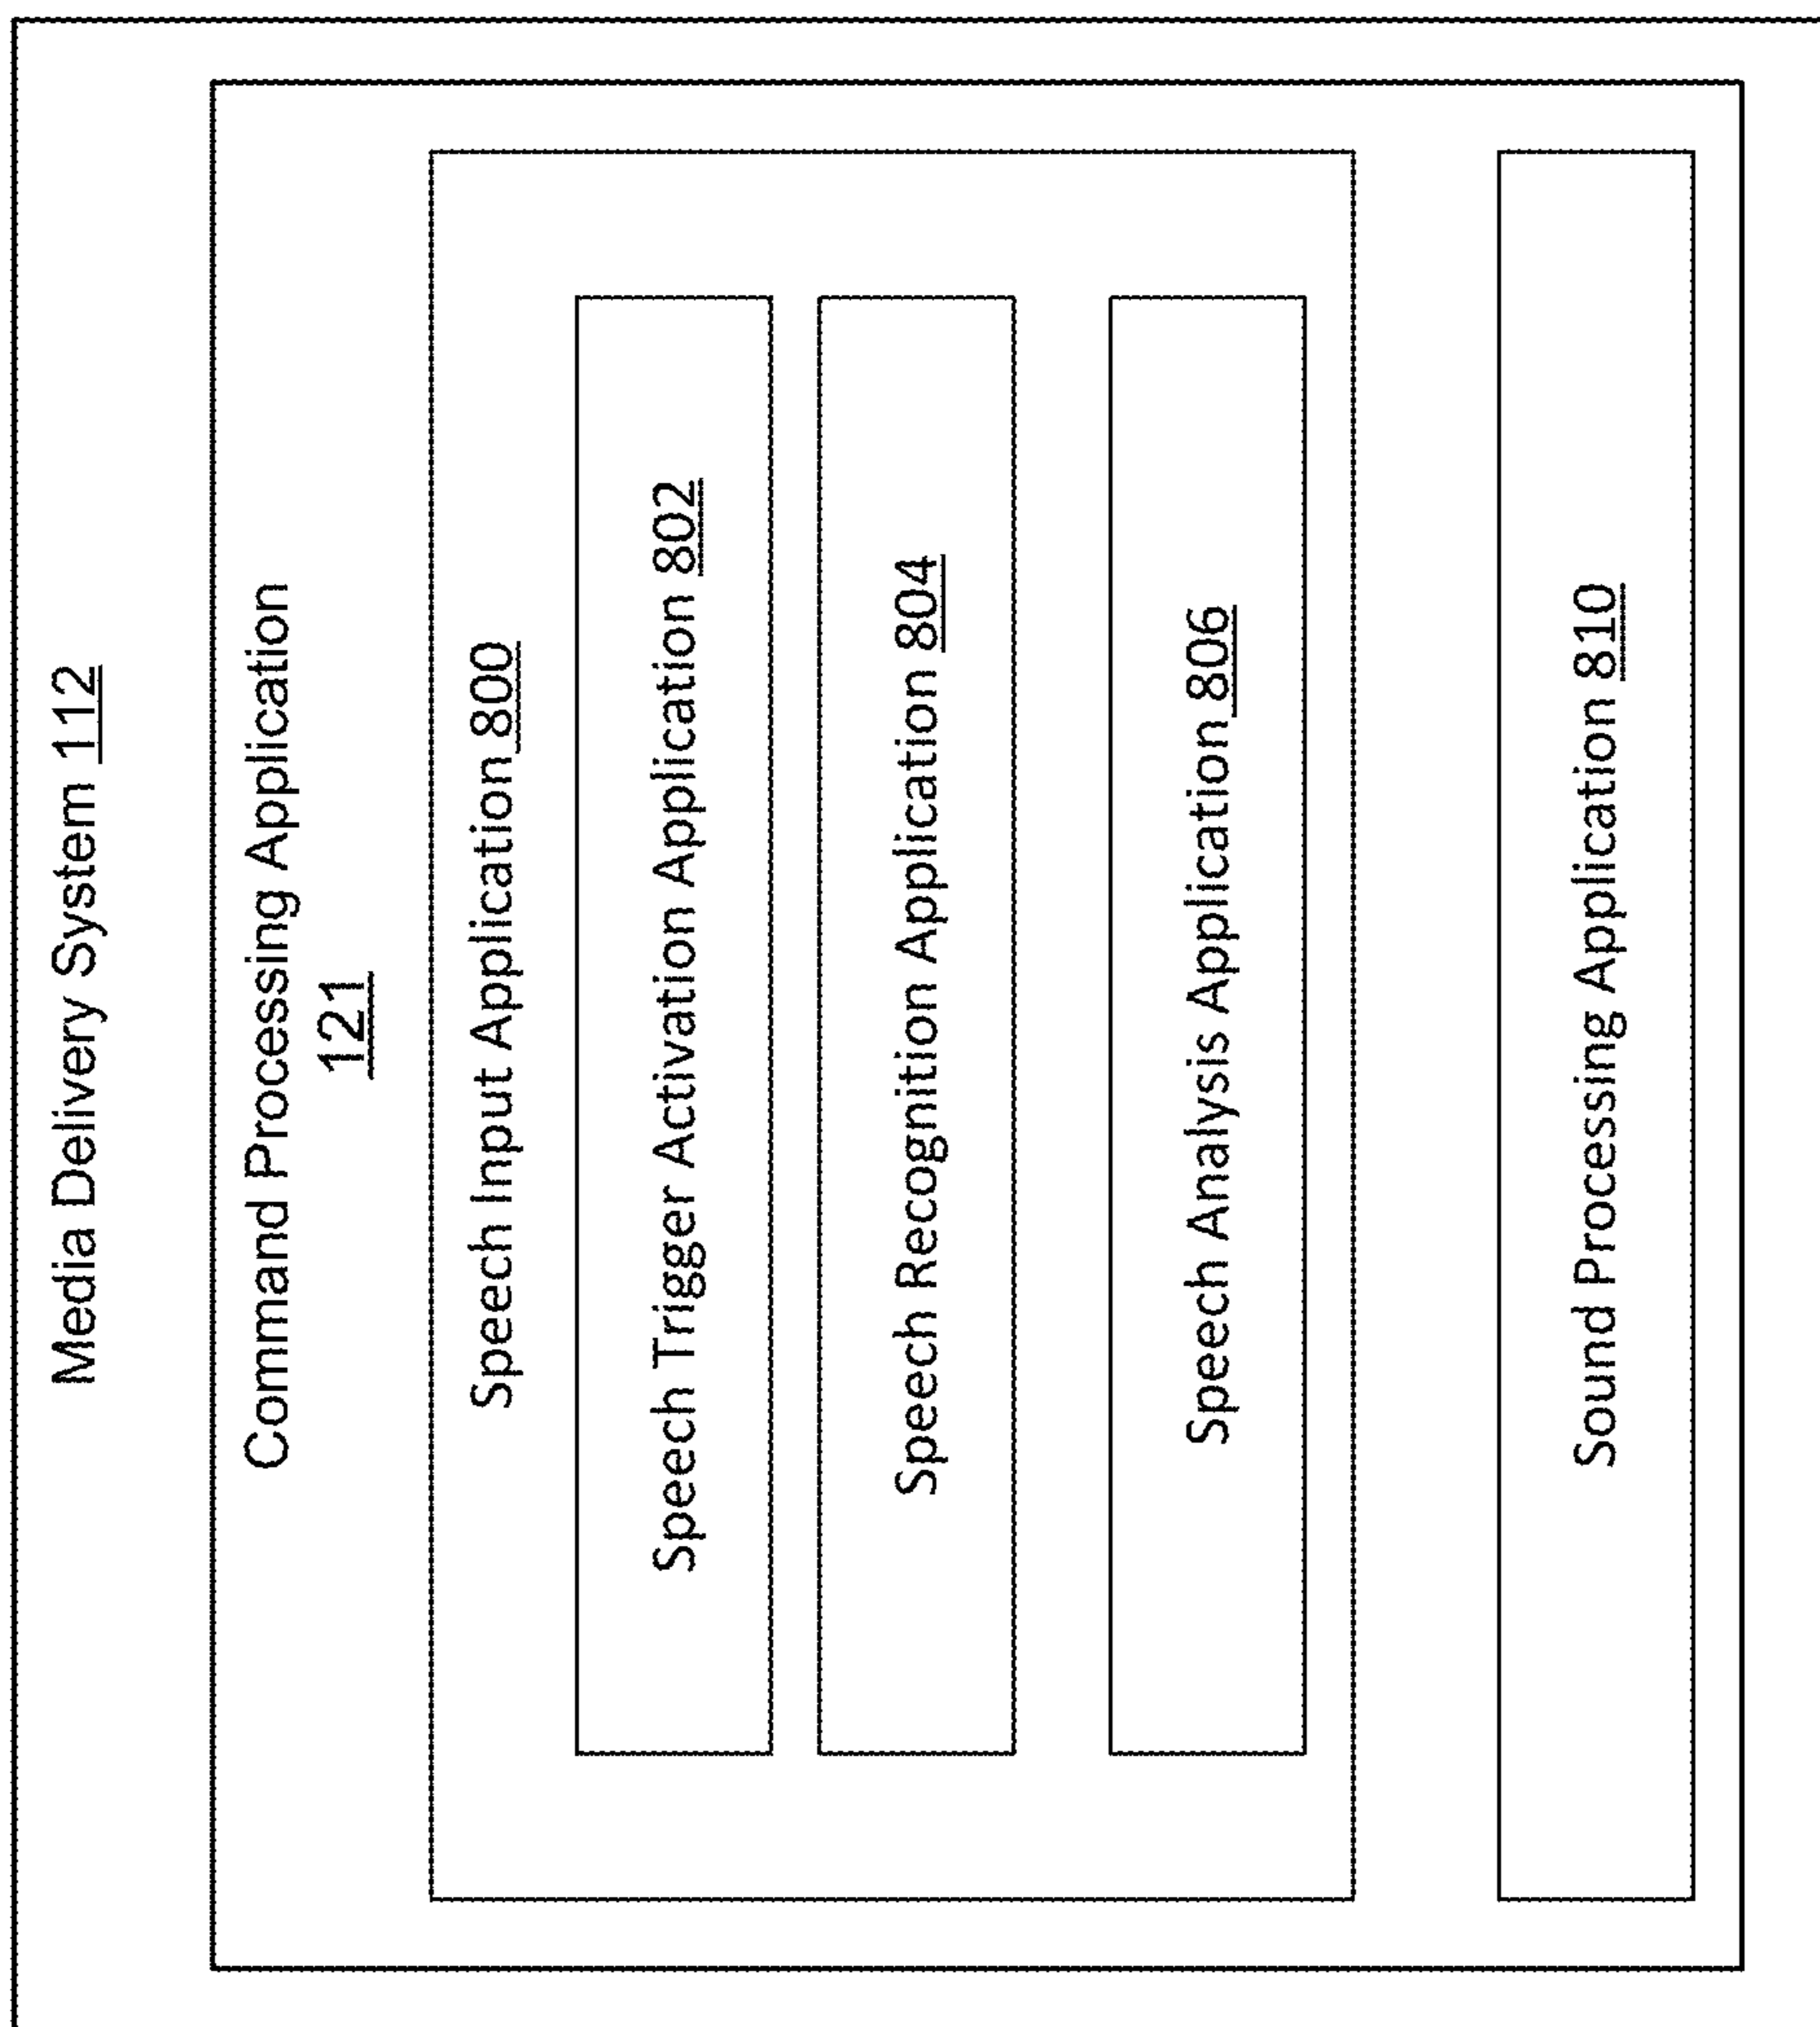 Media Delivery System 112
Command Processing Application
121
Speech Input Application 800
Speech Trigger Activation Application 802
Speech Recognition Application 804
Speech Analysis Application 806
Sound Processing Application 810